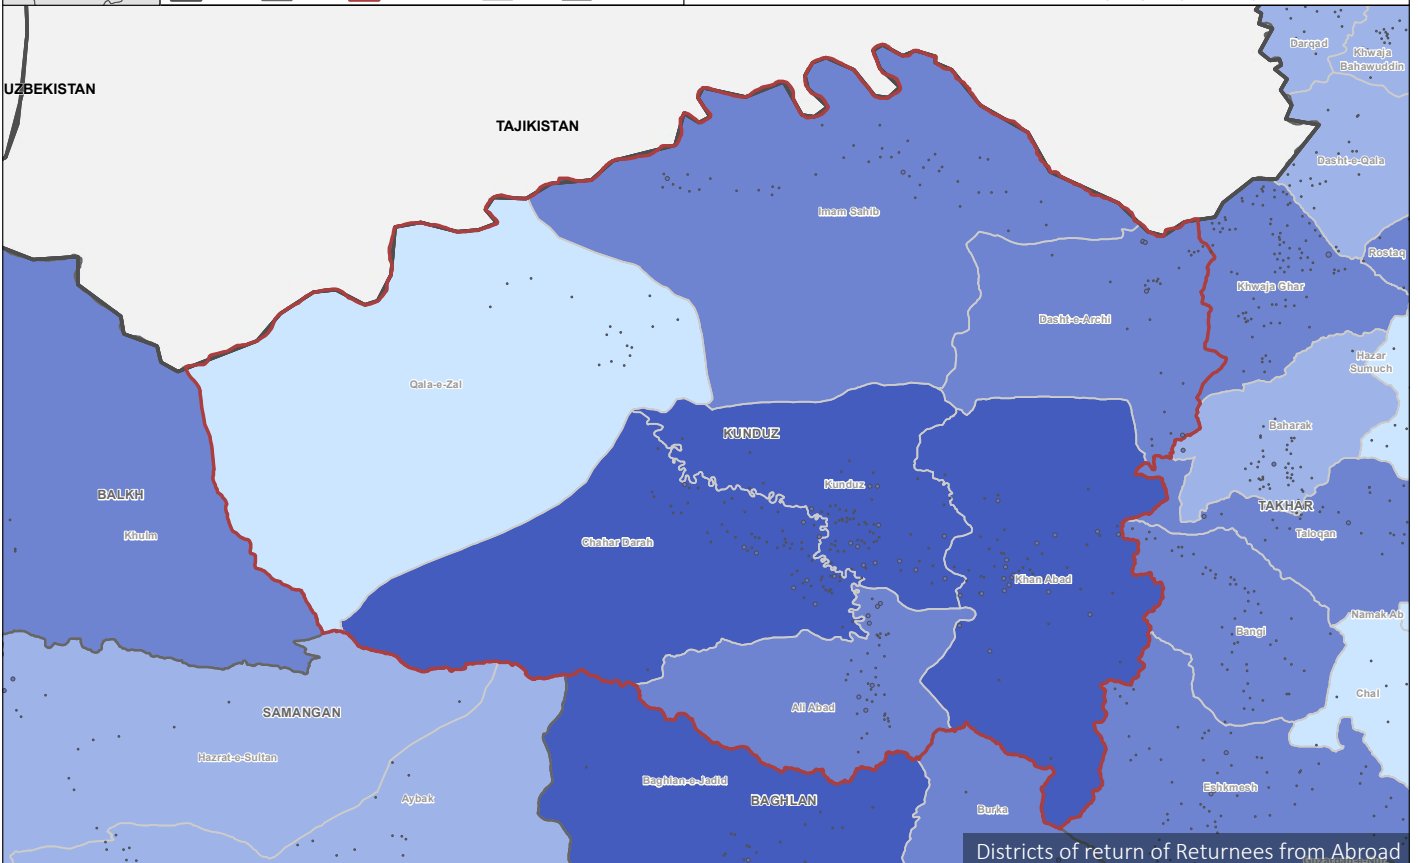 Darqad
Khwaja
Bahawuddin
UZBEKISTAN
TAJIKISTAN
Dasht-e-Qala
Imam Sahib
Rostaq
Khwaja Ghar
Dasht-e-Archi
Hazar
Sumuch
Qala-e-Zal
Baharak
KUNDUZ
Kunduz
BALKH
TAKHAR
Khulm
Taloqan
Chahar Darah
Khan Abad
Namak Ab
Bangi
Chal
Ali Abad
SAMANGAN
Hazrat-e-Sultan
Baghlan-e-Jadid
Eshkmesh
Aybak
BAGHLAN
Burka
Districts of return of Returnees from Abroad